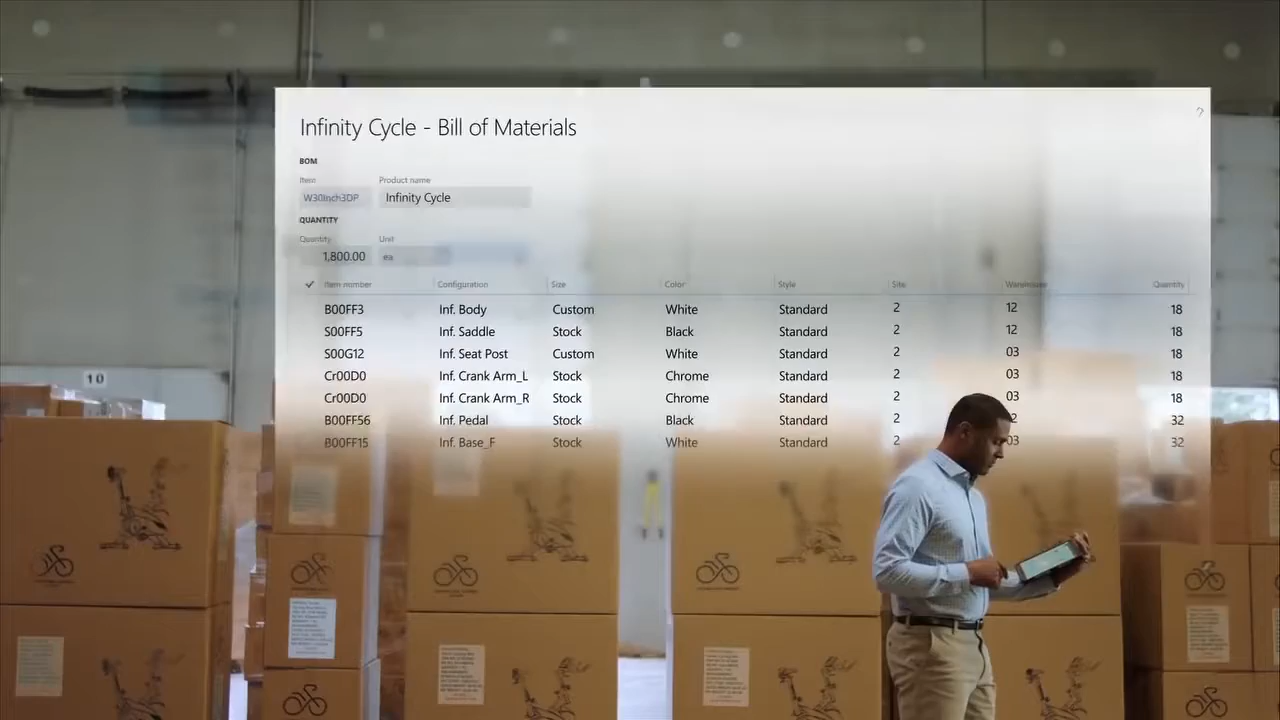 Infinity Cycle - Bill of Materials
?
BOM
Item Product name
W30Inch3DP Infinity Cycle
QUANTITY
Quantity Unit
1,800.00 ea
✓ Item number Configuration Size Color Style Site Warehouse Quantity
B00FF3 Inf. Body Custom White Standard 2 12 18
S00FF5 Inf. Saddle Stock Black Standard 2 12 18
S00G12 Inf. Seat Post Custom White Standard 2 03 18
Cr00D0 Inf. Crank Arm_L Stock Chrome Standard 2 03 18
Cr00D0 Inf. Crank Arm_R Stock Chrome Standard 2 03 18
B00FF56 Inf. Pedal Stock Black Standard 2 32
B00FF15 Inf. Base_F Stock White Standard 2 03 32
10